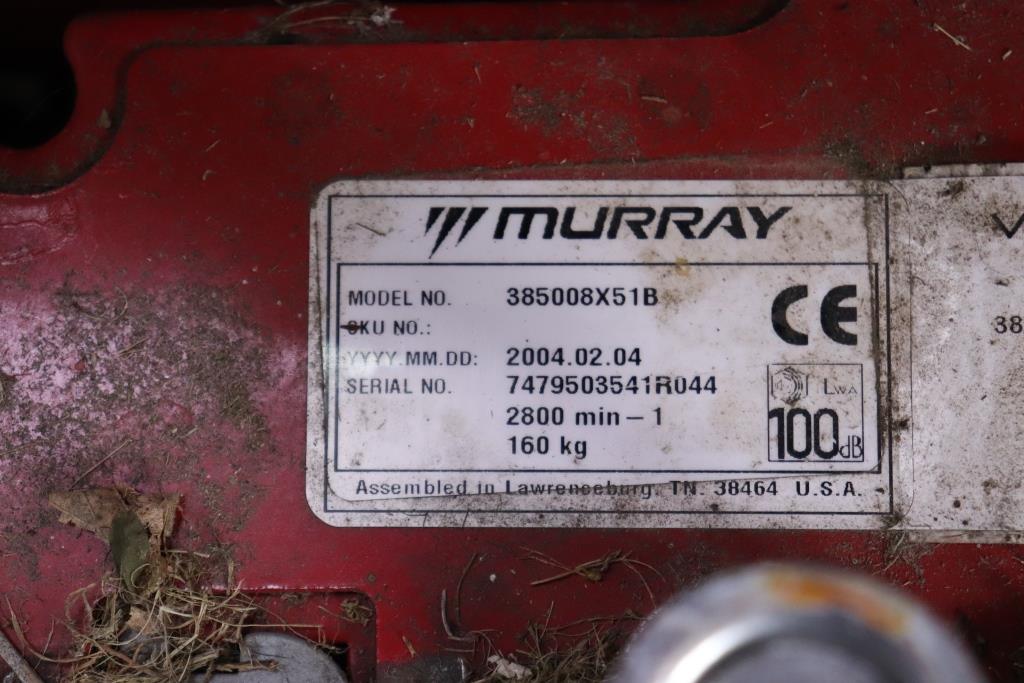 MURRAY
MODEL NO. 385008X51B
SKU NO.:
YYYY.MM.DD: 2004.02.04
SERIAL NO. 7479503541R044
2800 min – 1
160 kg
CE
LWA
100dB
Assembled in Lawrenceburg, TN. 38464 U.S.A.
38